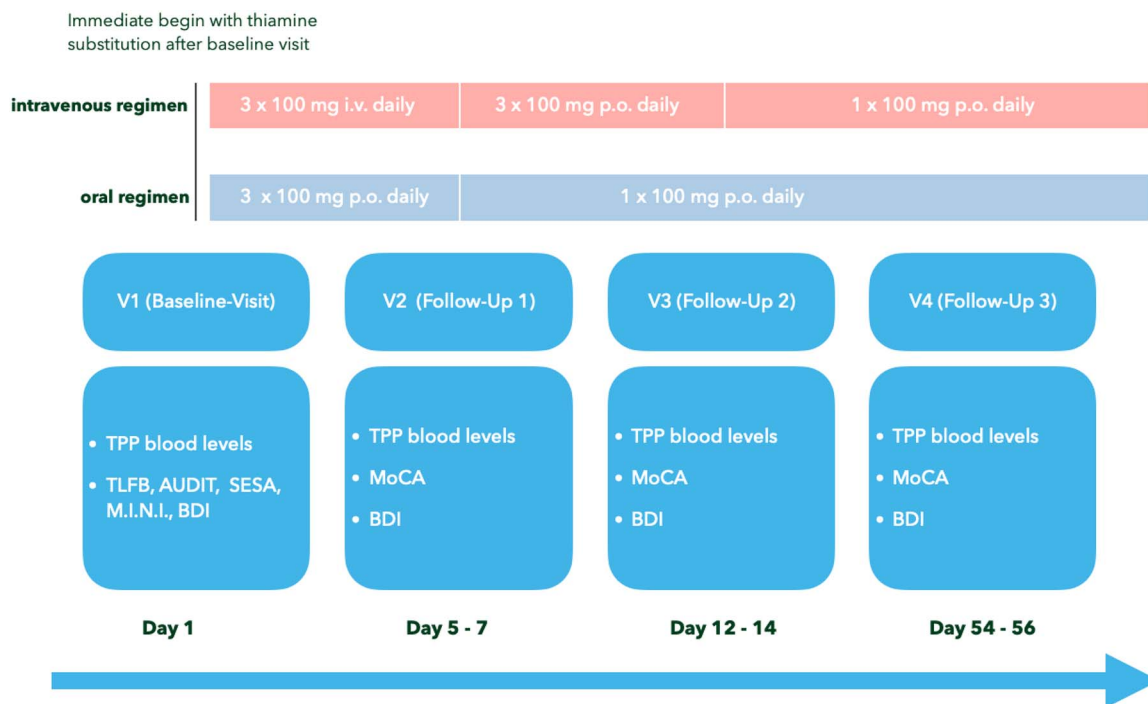 Immediate begin with thiamine
substitution after baseline visit
intravenous regimen
3 x 100 mg i.v. daily
3 x 100 mg p.o. daily
1 x 100 mg p.o. daily
oral regimen
3 x 100 mg p.o. daily
1 x 100 mg p.o. daily
V1 (Baseline-Visit)
V2 (Follow-Up 1)
V3 (Follow-Up 2)
V4 (Follow-Up 3)
• TPP blood levels
• TLFB, AUDIT, SESA,
M.I.N.I., BDI
• TPP blood levels
• MoCA
• BDI
• TPP blood levels
• MoCA
• BDI
• TPP blood levels
• MoCA
• BDI
Day 1
Day 5 - 7
Day 12 - 14
Day 54 - 56